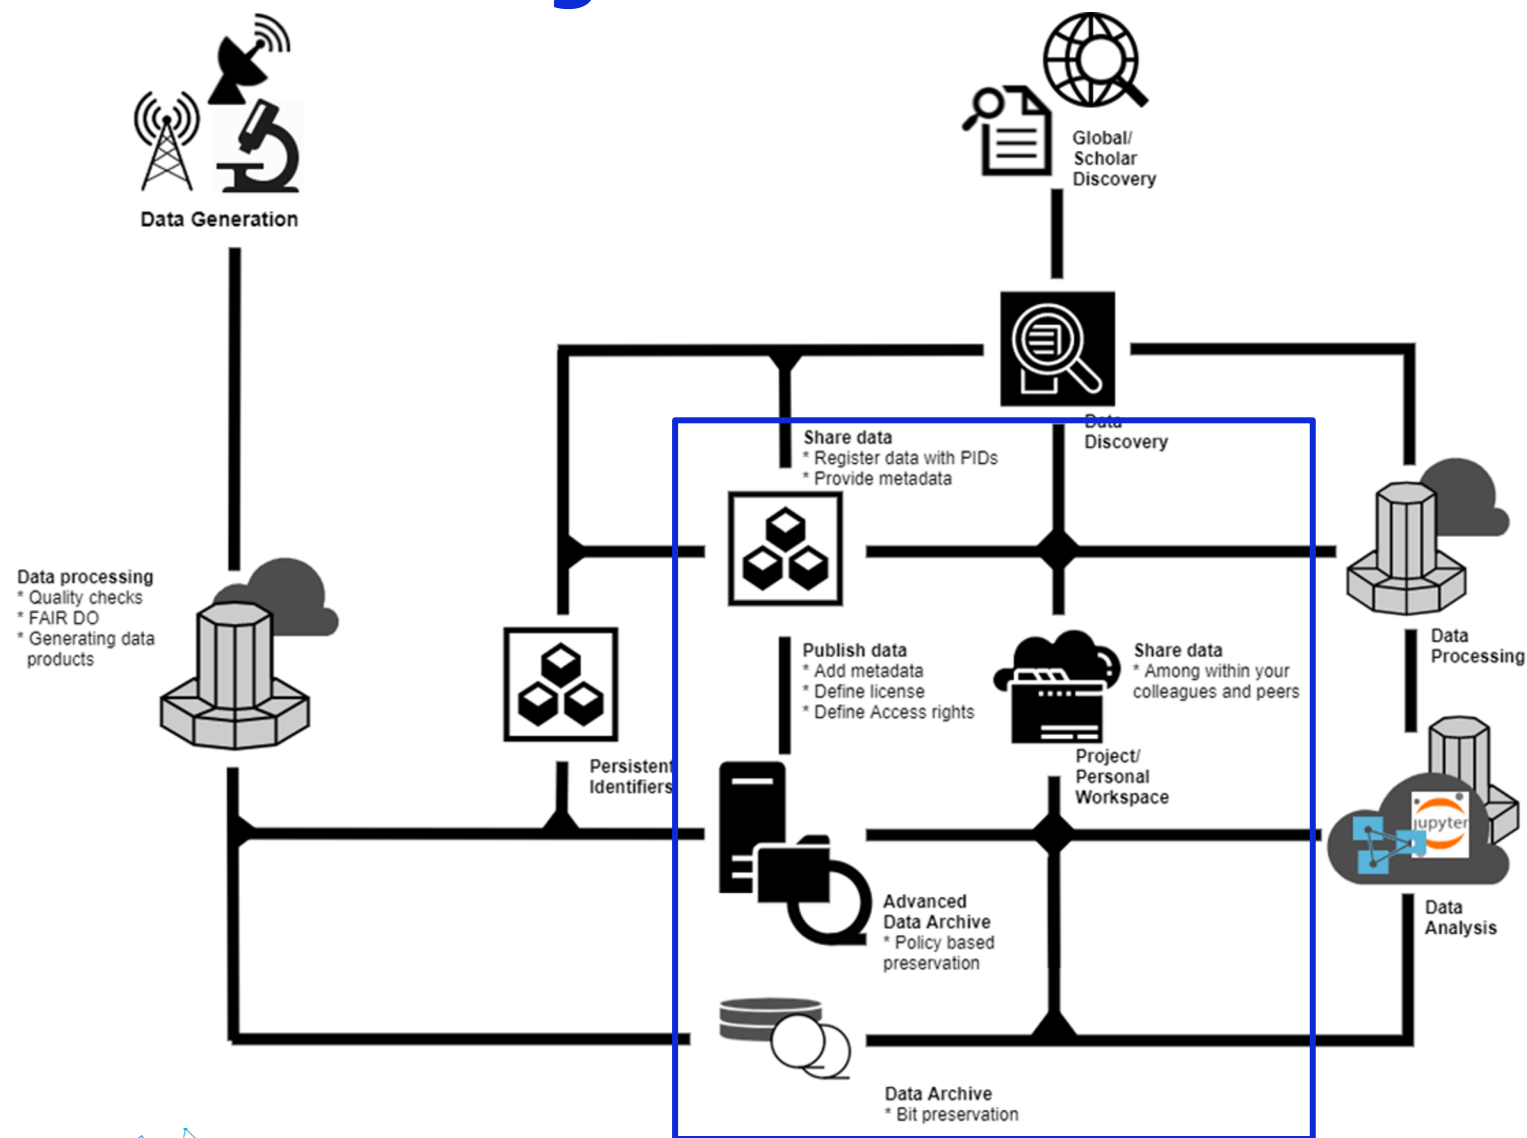 Global/
Scholar
Discovery
Data Generation
Data
Discovery
Share data
* Register data with PIDs
* Provide metadata
Data processing
* Quality checks
* FAIR DO
* Generating data
products
Publish data
* Add metadata
* Define license
* Define Access rights
Share data
* Among within your
colleagues and peers
Data
Processing
Persistent
Identifiers
Project/
Personal
Workspace
jupyter
Advanced
Data Archive
* Policy based
preservation
Data
Analysis
Data Archive
* Bit preservation